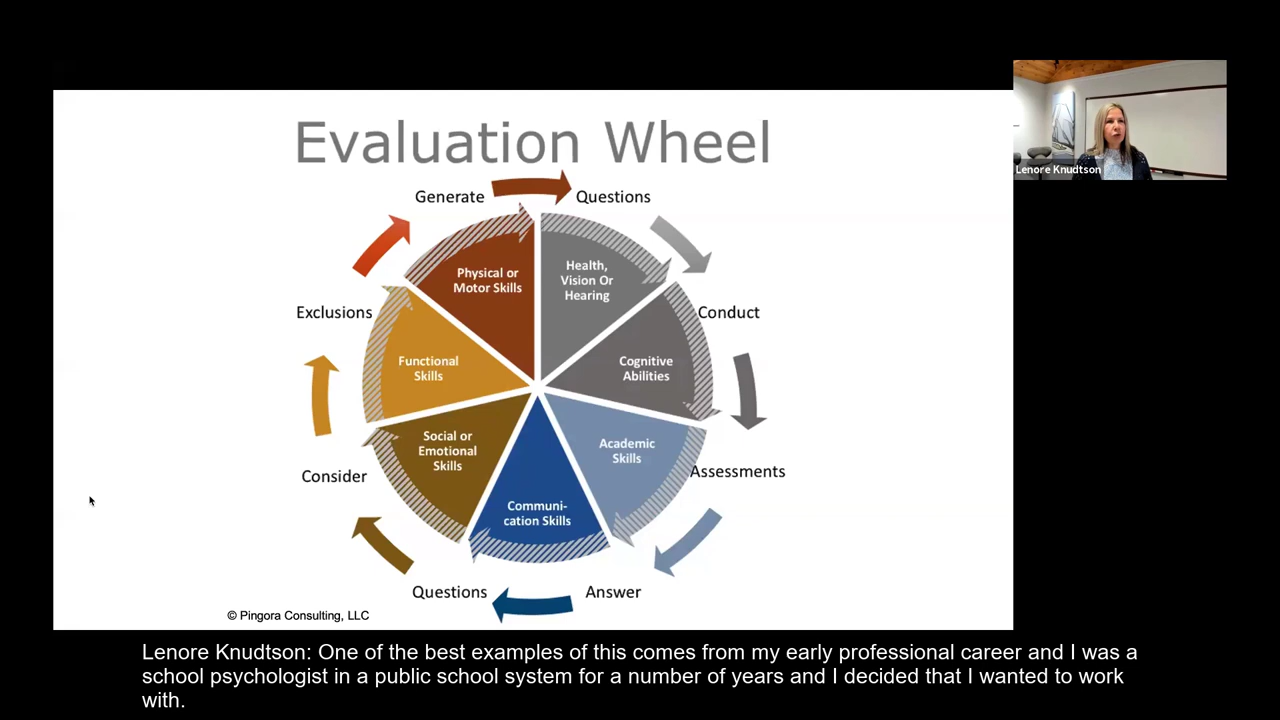 Evaluation Wheel
Generate
Questions
Conduct
Assessments
Answer
Questions
Consider
Exclusions
Physical or
Motor Skills
Health,
Vision Or
Hearing
Cognitive
Abilities
Academic
Skills
Communi-
cation Skills
Social or
Emotional
Skills
Functional
Skills
© Pingora Consulting, LLC
Lenore Knudtson
Lenore Knudtson: One of the best examples of this comes from my early professional career and I was a
school psychologist in a public school system for a number of years and I decided that I wanted to work
with.